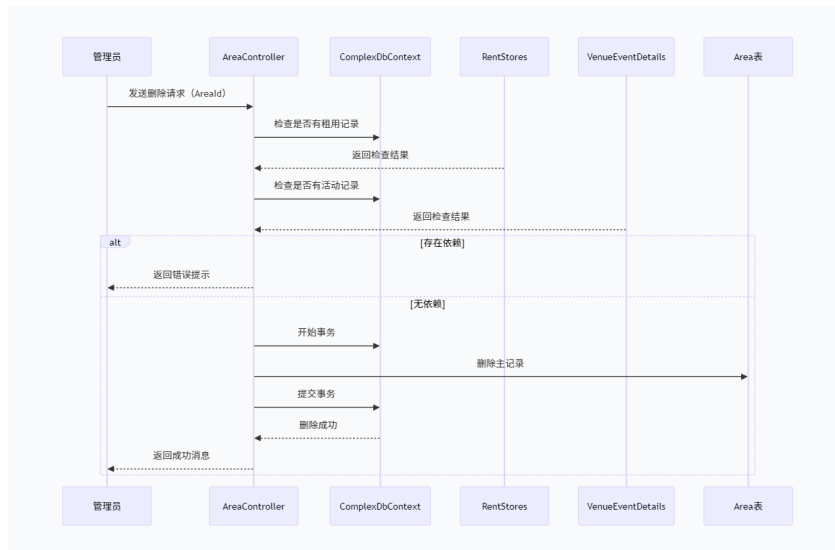 管理员
AreaController
ComplexDbContext
RentStores
VenueEventDetails
Area表
发送删除请求（AreaId）
检查是否有租用记录
返回检查结果
检查是否有活动记录
返回检查结果
alt
[存在依赖]
返回错误提示
[无依赖]
开始事务
删除主记录
提交事务
删除成功
返回成功消息
管理员
AreaController
ComplexDbContext
RentStores
VenueEventDetails
Area表